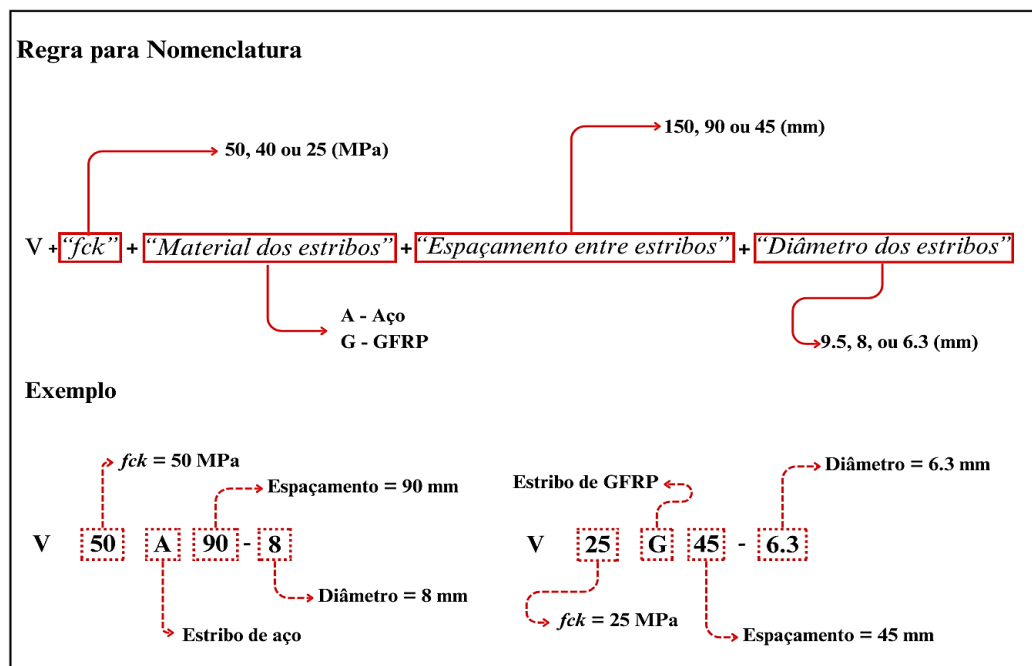 Regra para Nomenclatura
150, 90 ou 45 (mm)
50, 40 ou 25 (MPa)
V + “fck” + “Material dos estribos” + “Espaçamento entre estribos” + “Diâmetro dos estribos”
A - Aço
G - GFRP
9.5, 8, ou 6.3 (mm)
Exemplo
fck = 50 MPa
Espaçamento = 90 mm
V 50 A 90 - 8
Diâmetro = 8 mm
Estribo de aço
Diâmetro = 6.3 mm
Estribo de GFRP
V 25 G 45 - 6.3
fck = 25 MPa
Espaçamento = 45 mm